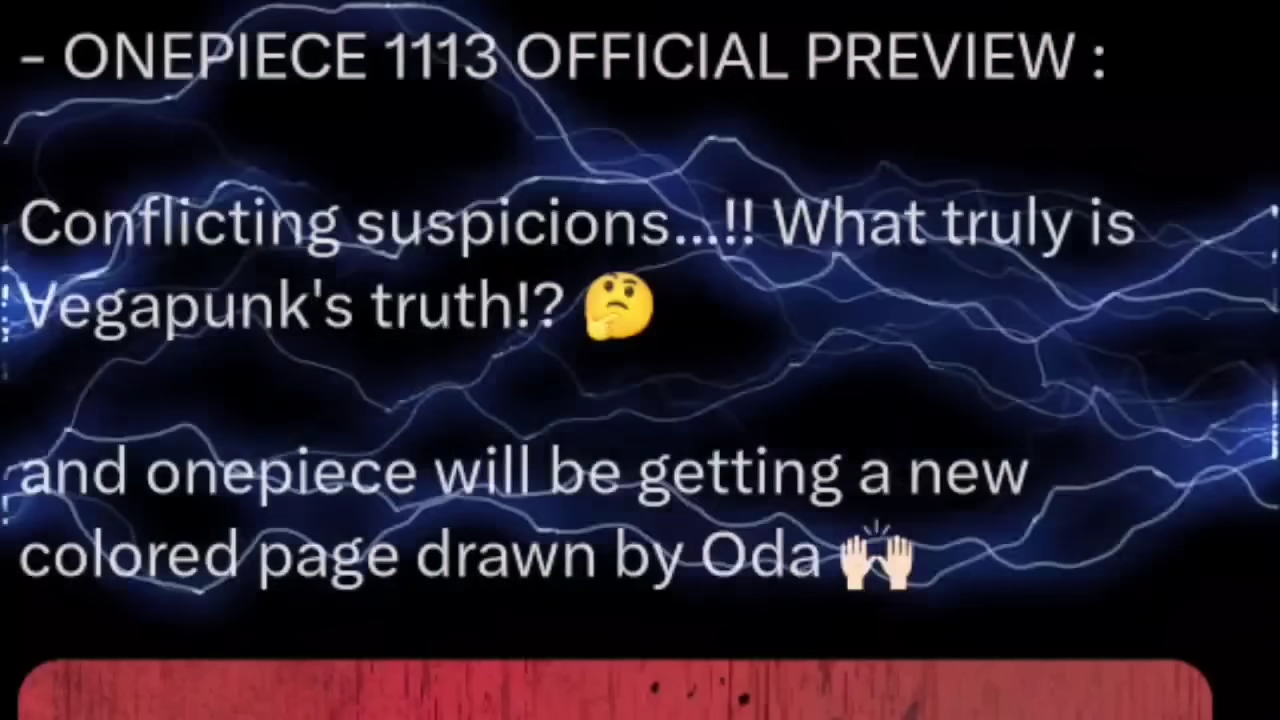 - ONEPIECE 1113 OFFICIAL PREVIEW :
Conflicting suspicions...!! What truly is
Vegapunk's truth!? 🤔
and onepiece will be getting a new
colored page drawn by Oda 🙌🏻